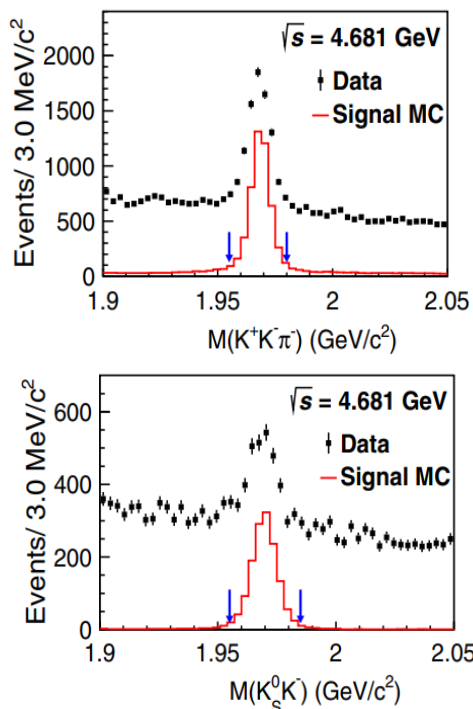 √s = 4.681 GeV
Data
Signal MC
Events/ 3.0 MeV/c²
2000
1500
1000
500
0
1.9 1.95 2 2.05
M(K⁺K⁻π⁻) (GeV/c²)
√s = 4.681 GeV
Data
Signal MC
Events/ 3.0 MeV/c²
600
400
200
0
1.9 1.95 2 2.05
M(K⁰_S K⁻) (GeV/c²)